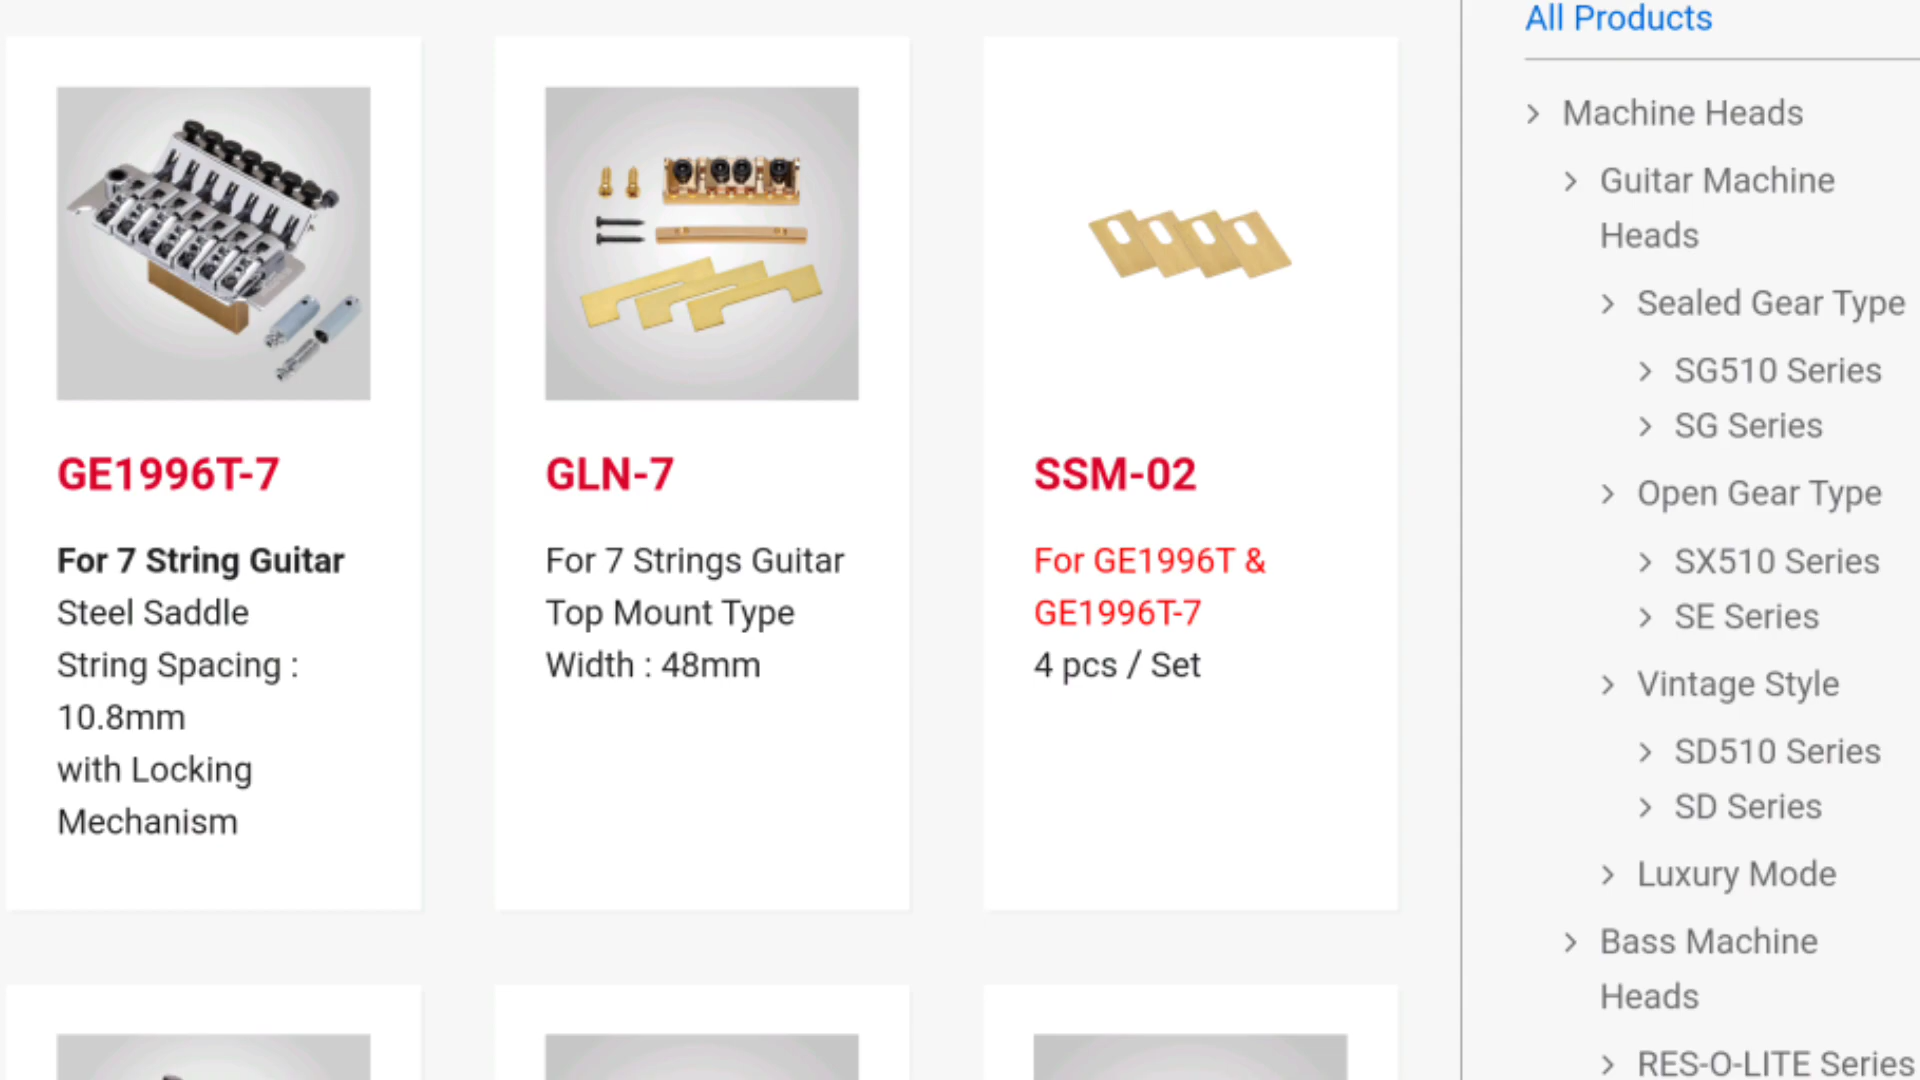 GE1996T-7
For 7 String Guitar
Steel Saddle
String Spacing :
10.8mm
with Locking
Mechanism
GLN-7
For 7 Strings Guitar
Top Mount Type
Width : 48mm
SSM-02
For GE1996T &
GE1996T-7
4 pcs / Set
All Products
Machine Heads
Guitar Machine
Heads
Sealed Gear Type
SG510 Series
SG Series
Open Gear Type
SX510 Series
SE Series
Vintage Style
SD510 Series
SD Series
Luxury Mode
Bass Machine
Heads
RES-O-LITE Series